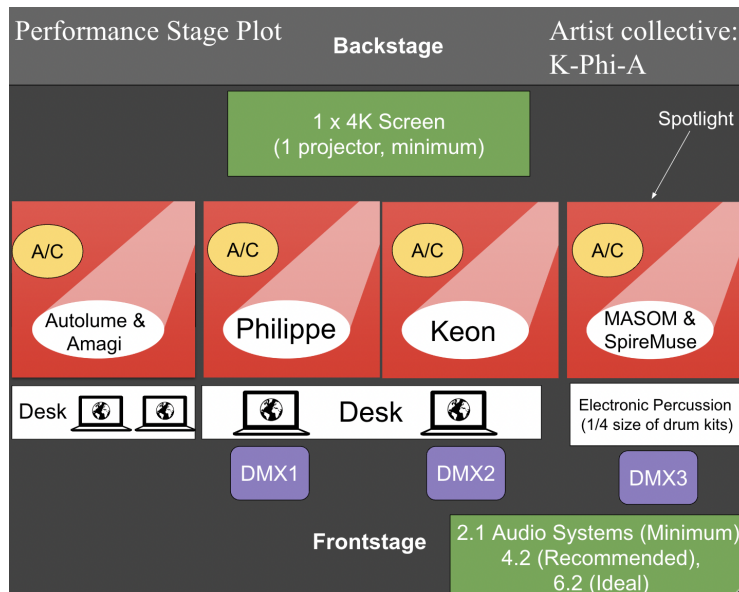 Performance Stage Plot
Backstage
Artist collective:
K-Phi-A
1 x 4K Screen
(1 projector, minimum)
Spotlight
A/C
A/C
A/C
A/C
Autolume &
Amagi
Philippe
Keon
MASOM &
SpireMuse
Desk
Desk
Electronic Percussion
(1/4 size of drum kits)
DMX1
DMX2
DMX3
Frontstage
2.1 Audio Systems (Minimum)
4.2 (Recommended),
6.2 (Ideal)